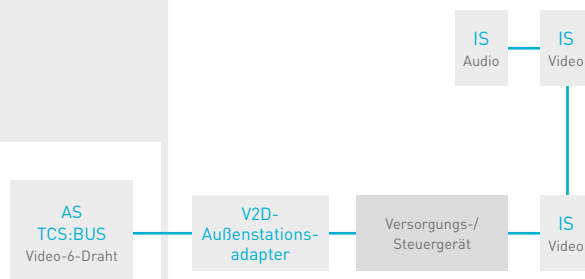 IS
Audio
IS
Video
AS
TCS:BUS
Video-6-Draht
V2D-
Außenstations-
adapter
Versorgungs-/
Steuergerät
IS
Video